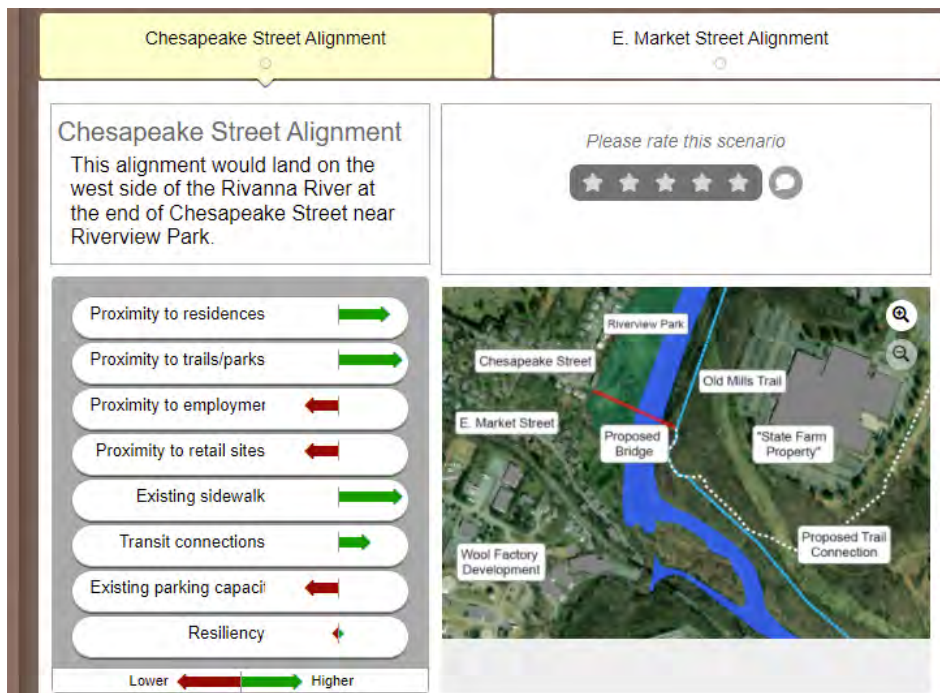 Chesapeake Street Alignment
E. Market Street Alignment
Chesapeake Street Alignment
This alignment would land on the
west side of the Rivanna River at
the end of Chesapeake Street near
Riverview Park.
Please rate this scenario
Proximity to residences
Proximity to trails/parks
Proximity to employmer
Proximity to retail sites
Existing sidewalk
Transit connections
Existing parking capacit
Resiliency
Lower
Higher
Riverview Park
Chesapeake Street
Old Mills Trail
E. Market Street
Proposed
Bridge
"State Farm
Property"
Proposed Trail
Connection
Wool Factory
Development